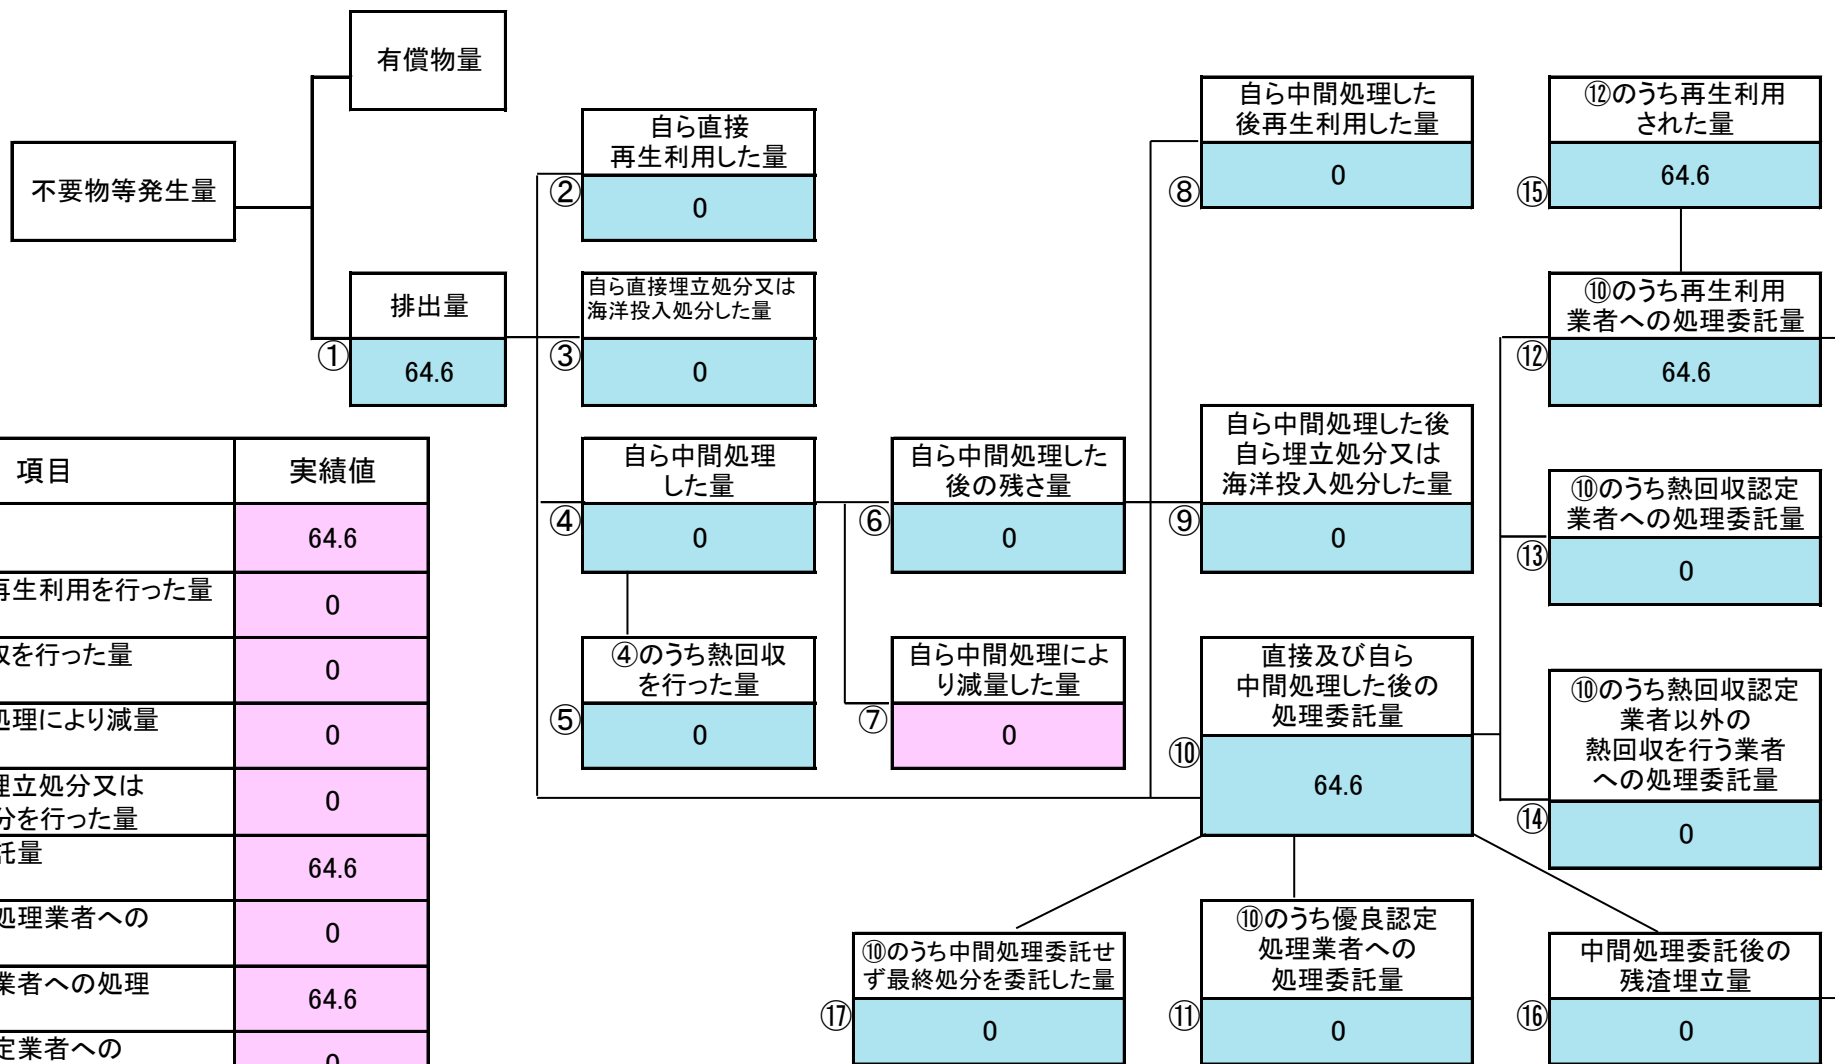 有償物量
不要物等発生量
排出量
①
64.6
自ら直接
再生利用した量
②
0
自ら直接埋立処分又は
海洋投入処分した量
③
0
自ら中間処理
した量
④
0
④のうち熱回収
を行った量
⑤
0
自ら中間処理した
後の残さ量
⑥
0
自ら中間処理によ
り減量した量
⑦
0
自ら中間処理した
後再生利用した量
⑧
0
自ら中間処理した後
自ら埋立処分又は
海洋投入処分した量
⑨
0
直接及び自ら
中間処理した後の
処理委託量
⑩
64.6
⑩のうち優良認定
処理業者への
処理委託量
⑪
0
⑫のうち再生利用
された量
⑮
64.6
⑩のうち再生利用
業者への処理委託量
⑫
64.6
⑩のうち熱回収認定
業者への処理委託量
⑬
0
⑩のうち熱回収認定
業者以外の
熱回収を行う業者
への処理委託量
⑭
0
中間処理委託後の
残渣埋立量
⑯
0
⑩のうち中間処理委託せ
ず最終処分を委託した量
⑰
0
項目 実績値
64.6
再生利用を行った量
0
を行った量
0
処理により減量
0
埋立処分又は
分を行った量
0
託量
64.6
処理業者への
0
業者への処理
64.6
定業者への
0